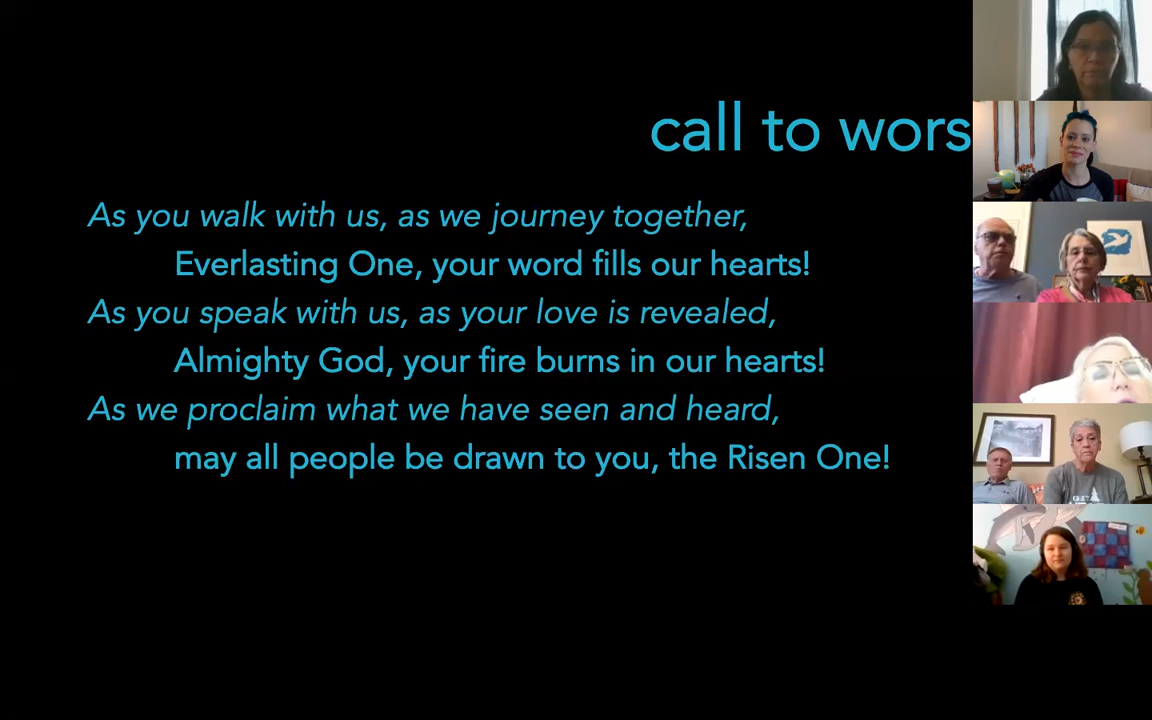 call to wors
As you walk with us, as we journey together,
Everlasting One, your word fills our hearts!
As you speak with us, as your love is revealed,
Almighty God, your fire burns in our hearts!
As we proclaim what we have seen and heard,
may all people be drawn to you, the Risen One!